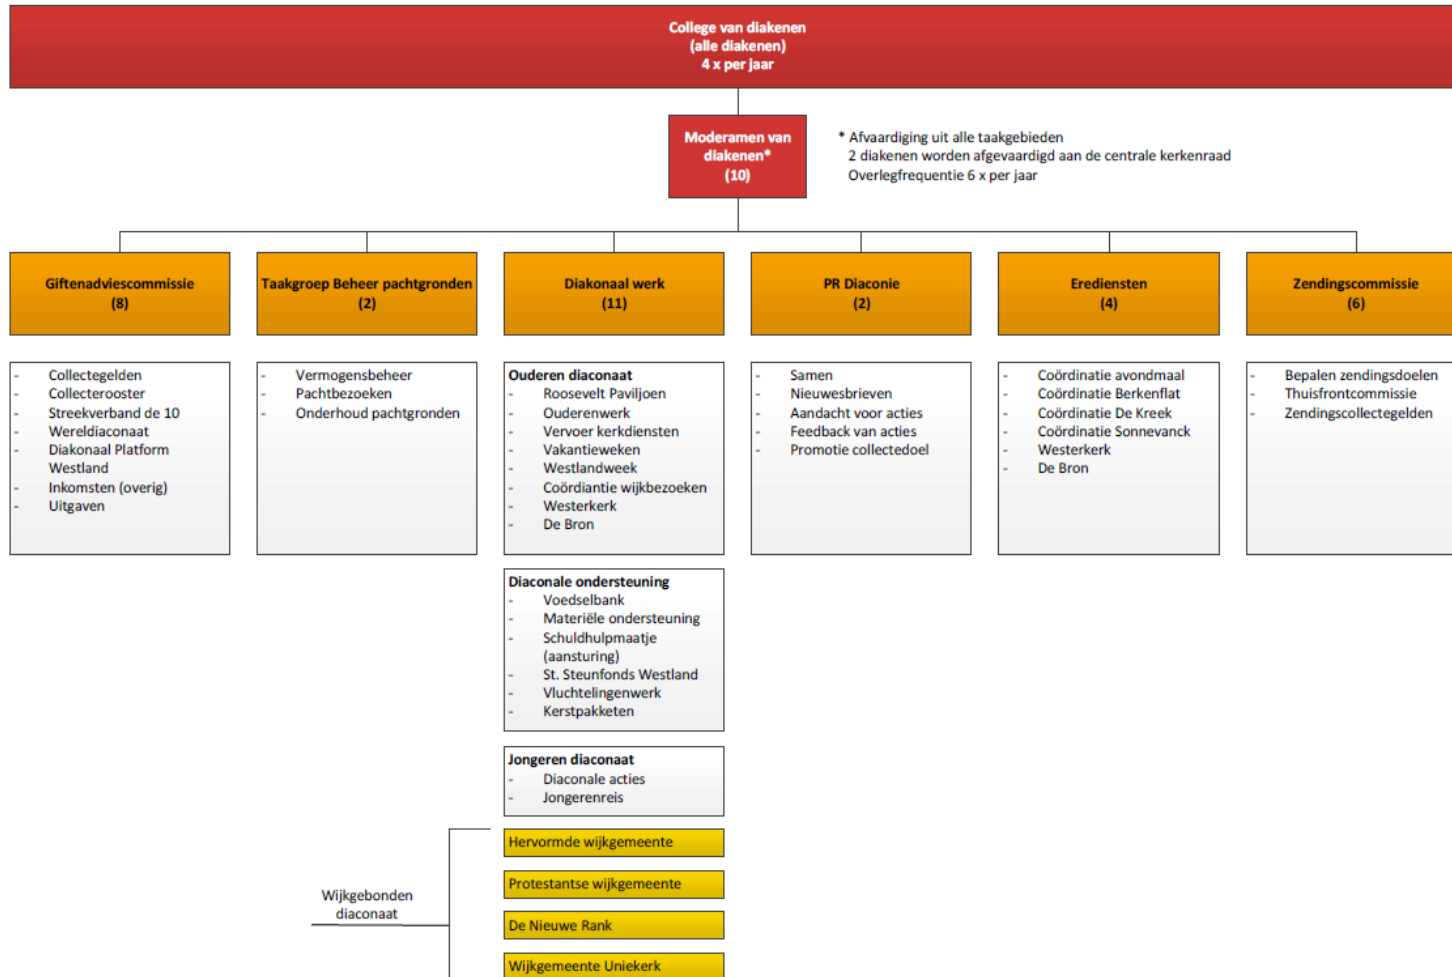 College van diakenen
(alle diakenen)
4 x per jaar
Moderamen van
diakenen*
(10)
* Afvaardiging uit alle taakgebieden
2 diakenen worden afgevaardigd aan de centrale kerkenraad
Overlegfrequentie 6 x per jaar
Giftenadviescommissie
(8)
Taakgroep Beheer pachtgronden
(2)
Diakonaal werk
(11)
PR Diaconie
(2)
Erediensten
(4)
Zendingscommissie
(6)
- Collectegelden
- Collecterooster
- Streekverband de 10
- Wereldiaconaat
- Diakonaal Platform
Westland
- Inkomsten (overig)
- Uitgaven
- Vermogensbeheer
- Pachtbezoeken
- Onderhoud pachtgronden
Ouderen diaconaat
- Roosevelt Paviljoen
- Ouderenwerk
- Vervoer kerkdiensten
- Vakantieweken
- Westlandweek
- Coördiantie wijkbezoeken
- Westerkerk
- De Bron
Diaconale ondersteuning
- Voedselbank
- Materiële ondersteuning
- Schuldhulpmaatje
(aansturing)
- St. Steunfonds Westland
- Vluchtelingenwerk
- Kerstpakketen
Jongeren diaconaat
- Diaconale acties
- Jongerenreis
- Samen
- Nieuwesbrieven
- Aandacht voor acties
- Feedback van acties
- Promotie collectedoel
- Coördinatie avondmaal
- Coördinatie Berkenflat
- Coördinatie De Kreek
- Coördinatie Sonnevanck
- Westerkerk
- De Bron
- Bepalen zendingsdoelen
- Thuisfrontcommissie
- Zendingscollectegelden
Wijkgebonden
diaconaat
Hervormde wijkgemeente
Protestantse wijkgemeente
De Nieuwe Rank
Wijkgemeente Uniekerk